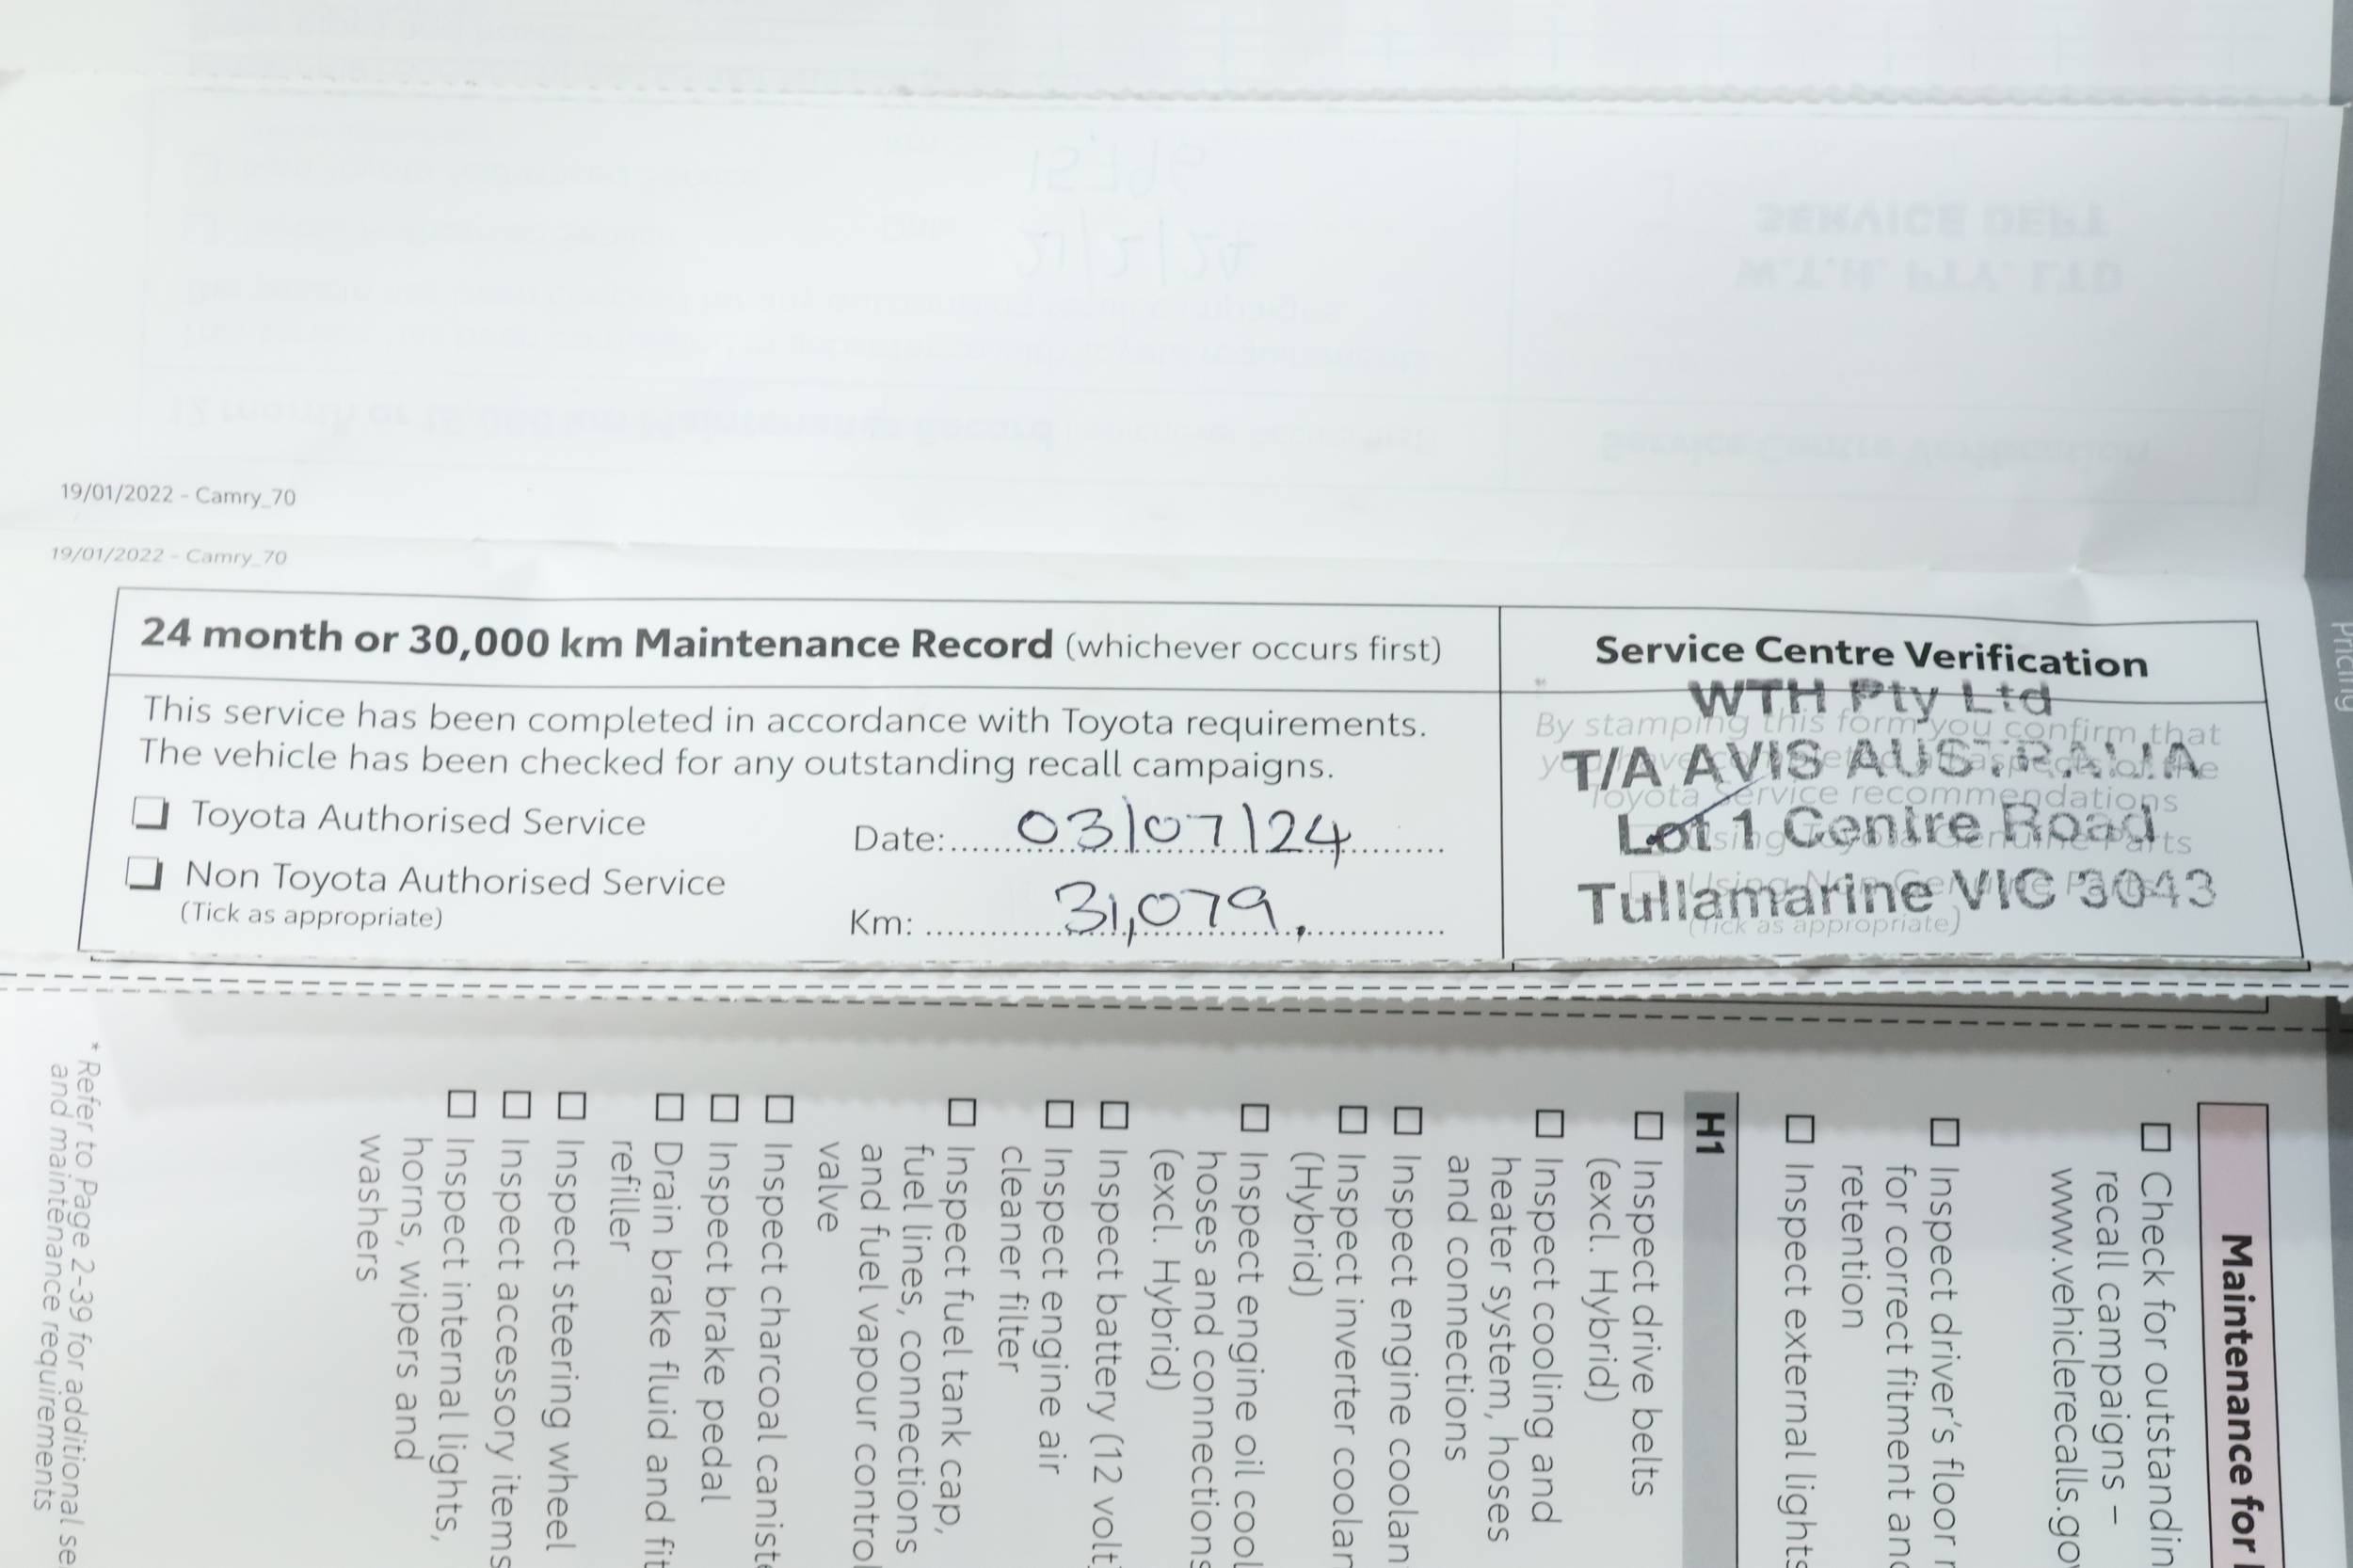 19/01/2022 - Camry_70
19/01/2022 - Camry_70
24 month or 30,000 km Maintenance Record (whichever occurs first)
This service has been completed in accordance with Toyota requirements.
The vehicle has been checked for any outstanding recall campaigns.
❏ Toyota Authorised Service
❏ Non Toyota Authorised Service
(Tick as appropriate)
Date: 03/07/24
Km: 31,079.
Service Centre Verification
WTH Pty Ltd
T/A AVIS AUSTRALIA
Lot 1 Centre Road
Tullamarine VIC 3043
By stamping this form you confirm that
Toyota Service recommendations
(Tick as appropriate)
Pricing
Maintenance for
□ Check for outstandin
recall campaigns –
www.vehiclerecalls.go
□ Inspect driver's floor
for correct fitment an
retention
□ Inspect external lights
H1
□ Inspect drive belts
(excl. Hybrid)
□ Inspect cooling and
heater system, hoses
and connections
□ Inspect engine coolan
□ Inspect inverter coolan
(Hybrid)
□ Inspect engine oil cool
hoses and connections
(excl. Hybrid)
□ Inspect battery (12 volt
□ Inspect engine air
cleaner filter
□ Inspect fuel tank cap,
fuel lines, connections
and fuel vapour control
valve
□ Inspect charcoal caniste
□ Inspect brake pedal
□ Drain brake fluid and fit
refiller
□ Inspect steering wheel
□ Inspect accessory items
□ Inspect internal lights,
horns, wipers and
washers
* Refer to Page 2-39 for additional se
and maintenance requirements